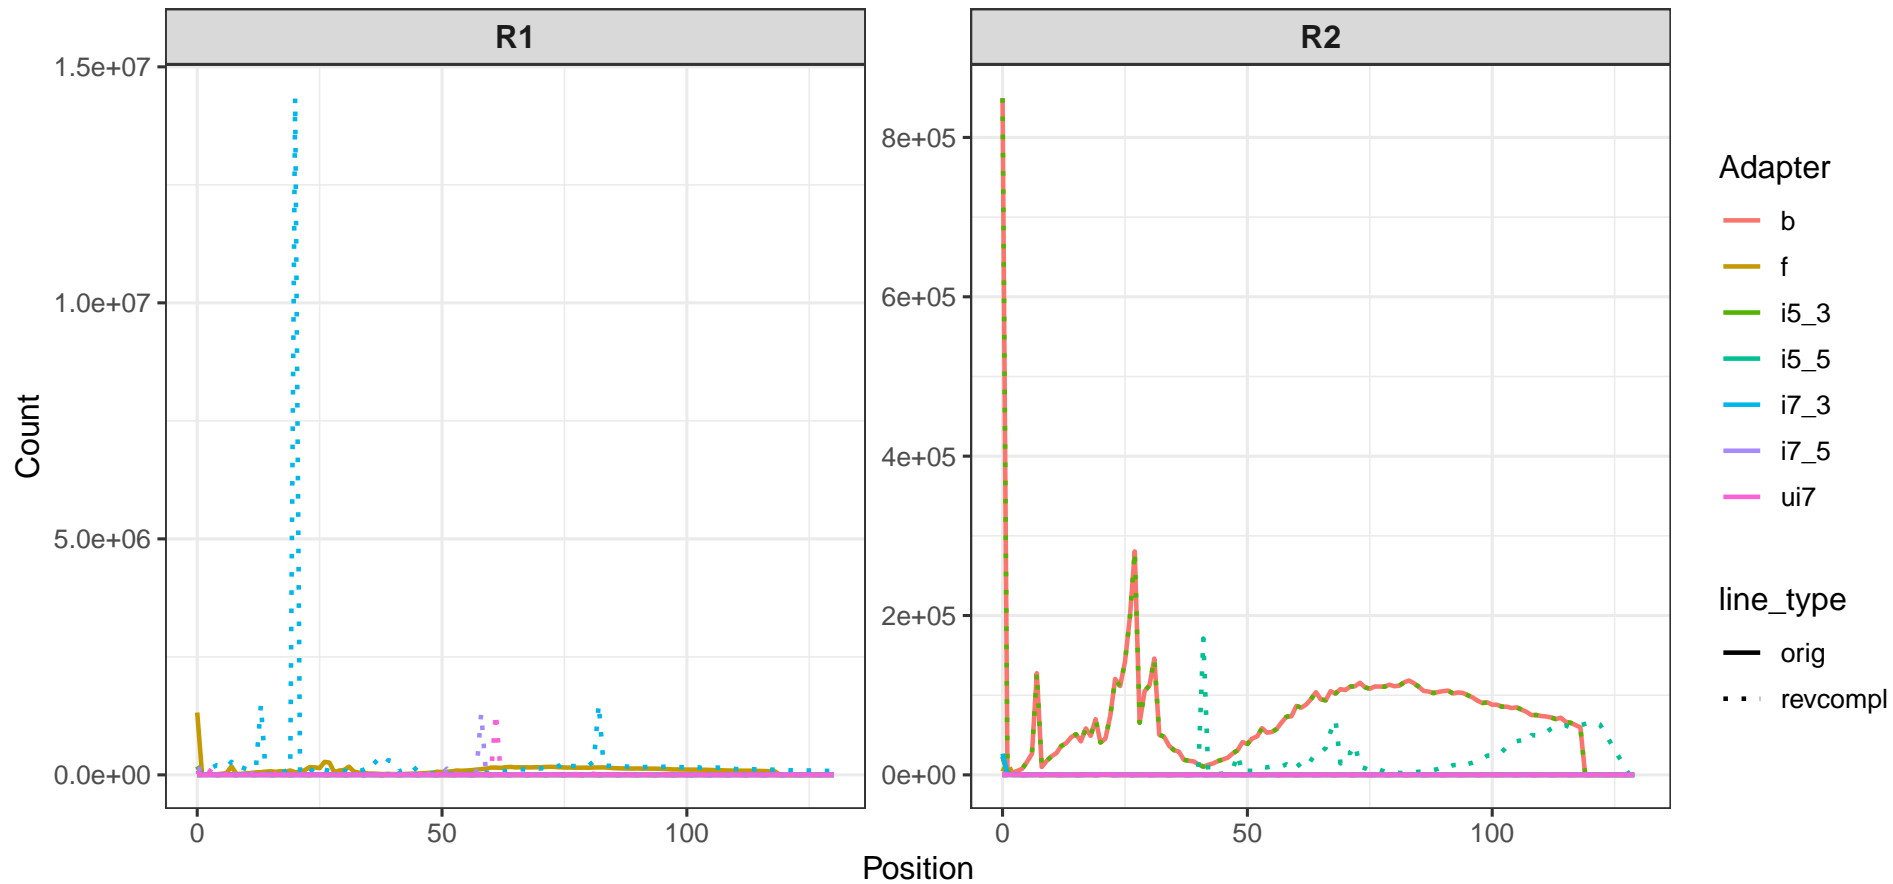 R1
R2
Count
1.5e+07
1.0e+07
5.0e+06
0.0e+00
8e+05
6e+05
4e+05
2e+05
0e+00
0
50
100
0
50
100
Position
Adapter
b
f
i5_3
i5_5
i7_3
i7_5
ui7
line_type
orig
revcompl